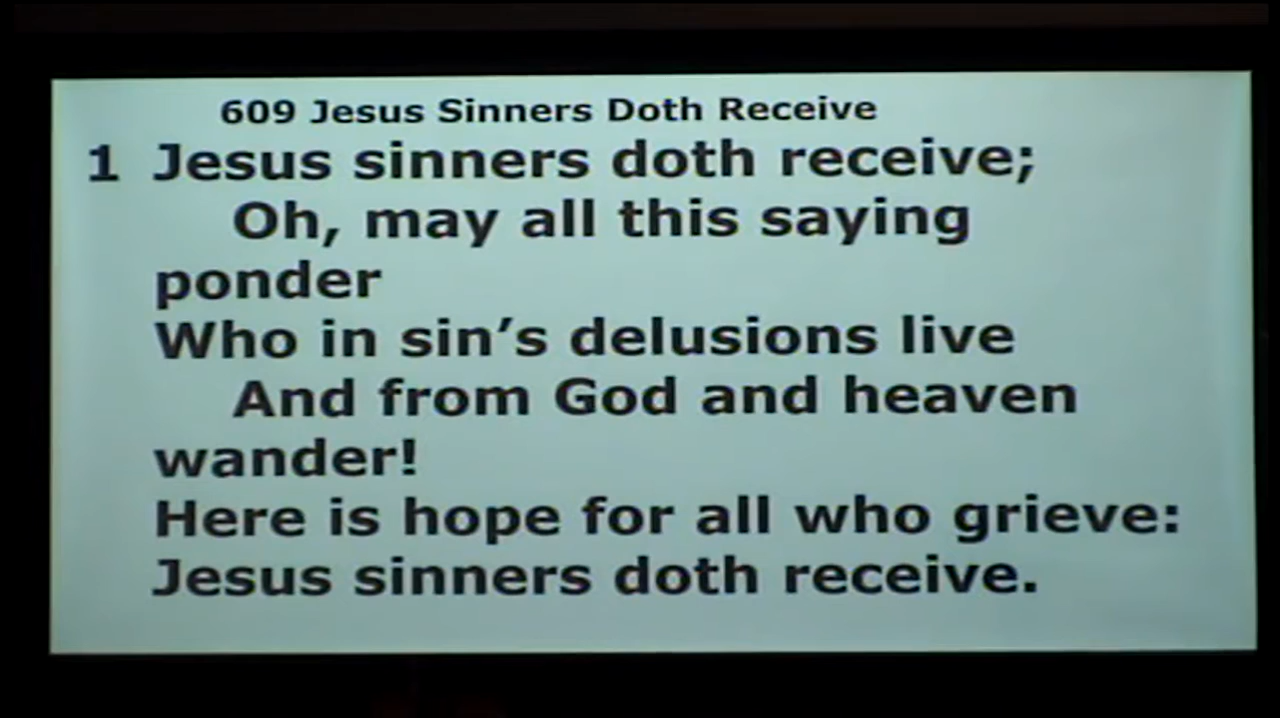 609 Jesus Sinners Doth Receive
1 Jesus sinners doth receive;
Oh, may all this saying
ponder
Who in sin’s delusions live
And from God and heaven
wander!
Here is hope for all who grieve:
Jesus sinners doth receive.